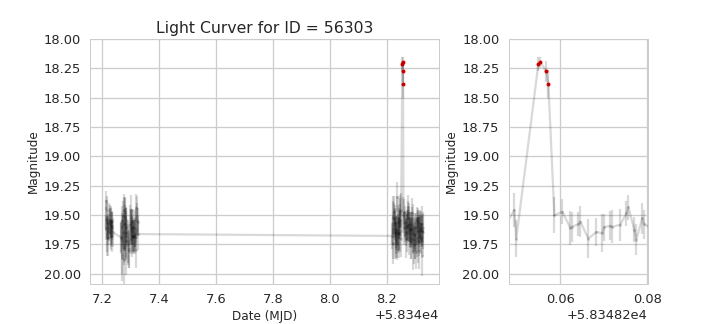 Light Curver for ID = 56303
18.00
18.25
18.50
18.75
19.00
19.25
19.50
19.75
20.00
Magnitude
7.2 7.4 7.6 7.8 8.0 8.2
Date (MJD)
+5.834e4
18.00
18.25
18.50
18.75
19.00
19.25
19.50
19.75
20.00
Magnitude
0.06 0.08
+5.83482e4